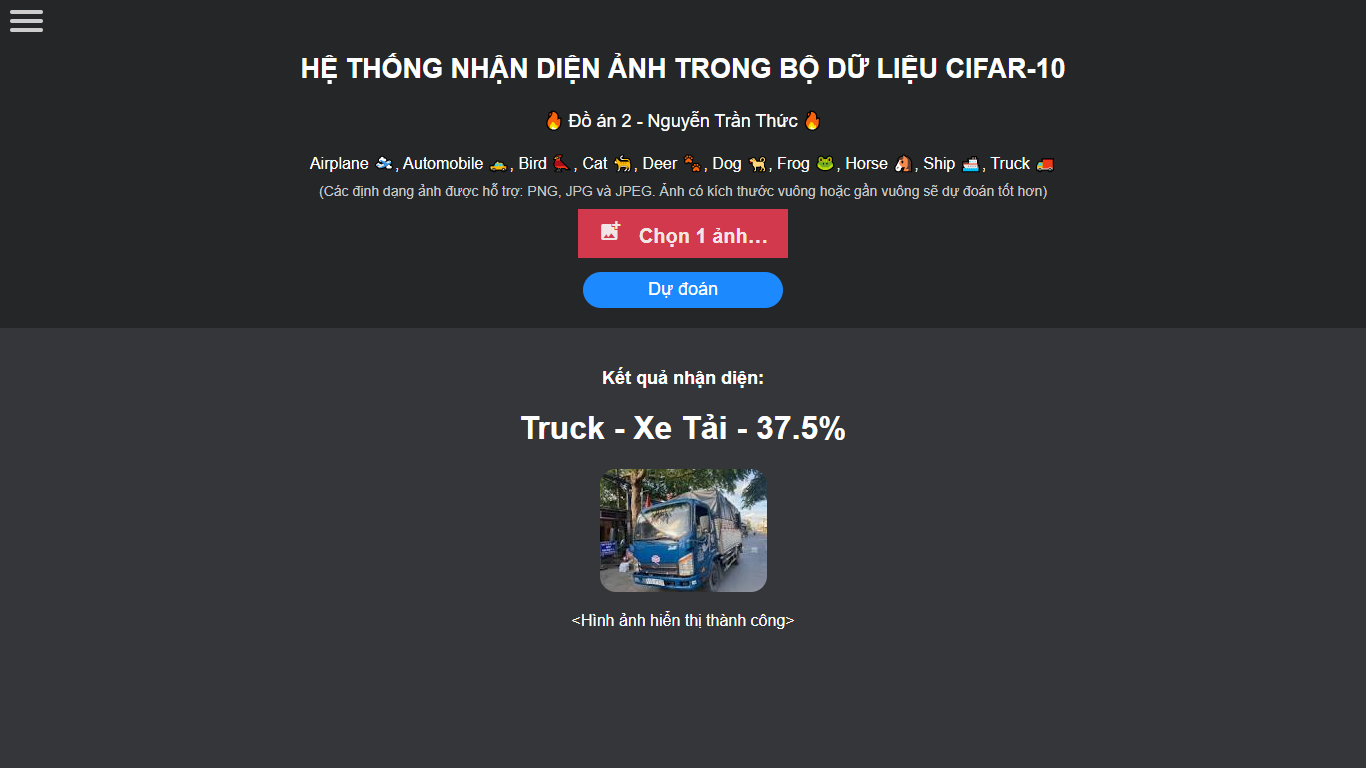 HỆ THỐNG NHẬN DIỆN ẢNH TRONG BỘ DỮ LIỆU CIFAR-10
🔥 Đồ án 2 - Nguyễn Trần Thức 🔥
Airplane 🛩, Automobile 🚕, Bird 🐦, Cat 🐈, Deer 🐾, Dog 🐕, Frog 🐸, Horse 🐴, Ship 🚢, Truck 🚚
(Các định dạng ảnh được hỗ trợ: PNG, JPG và JPEG. Ảnh có kích thước vuông hoặc gần vuông sẽ dự đoán tốt hơn)
Chọn 1 ảnh...
Dự đoán
Kết quả nhận diện:
Truck - Xe Tải - 37.5%
<Hình ảnh hiển thị thành công>